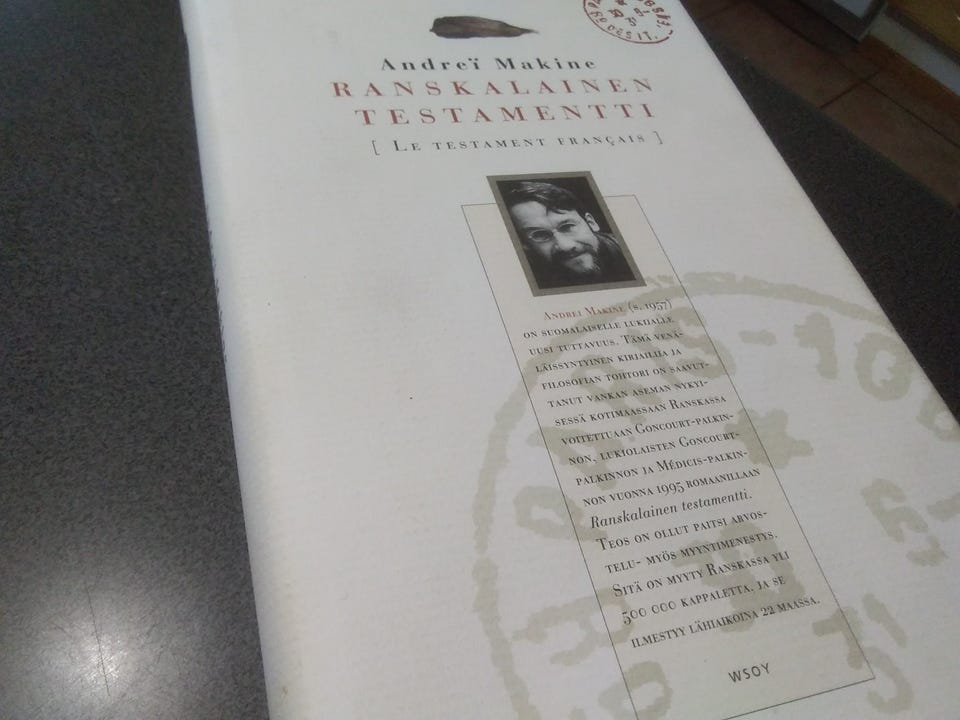 Andreï Makine
RANSKALAINEN
TESTAMENTTI
[ LE TESTAMENT FRANÇAIS ]
ANDREÏ MAKINE (S. 1957)
ON SUOMALAISELLE LUKIJALLE
UUSI TUTTAVUUS. TÄMÄ VENÄ-
LÄISSYNTYINEN KIRJAILIJA JA
FILOSOFIAN TOHTORI ON SAAVUT-
TANUT VANKAN ASEMAN NYKYI-
SESSÄ KOTIMAASSAAN RANSKASSA
VOITETTUAAN GONCOURT-PALKIN-
NON, LUKIOLAISTEN GONCOURT-
PALKINNON JA MÉDICIS-PALKIN-
NON VUONNA 1995 ROMAANILLAAN
Ranskalainen testamentti.
TEOS ON OLLUT PAITSI ARVOS-
TELU- MYÖS MYYNTIMENESTYS.
SITÄ ON MYYTY RANSKASSA YLI
500 000 KAPPALETTA, JA SE
ILMESTYY LÄHIAIKOINA 22 MAASSA.
WSOY